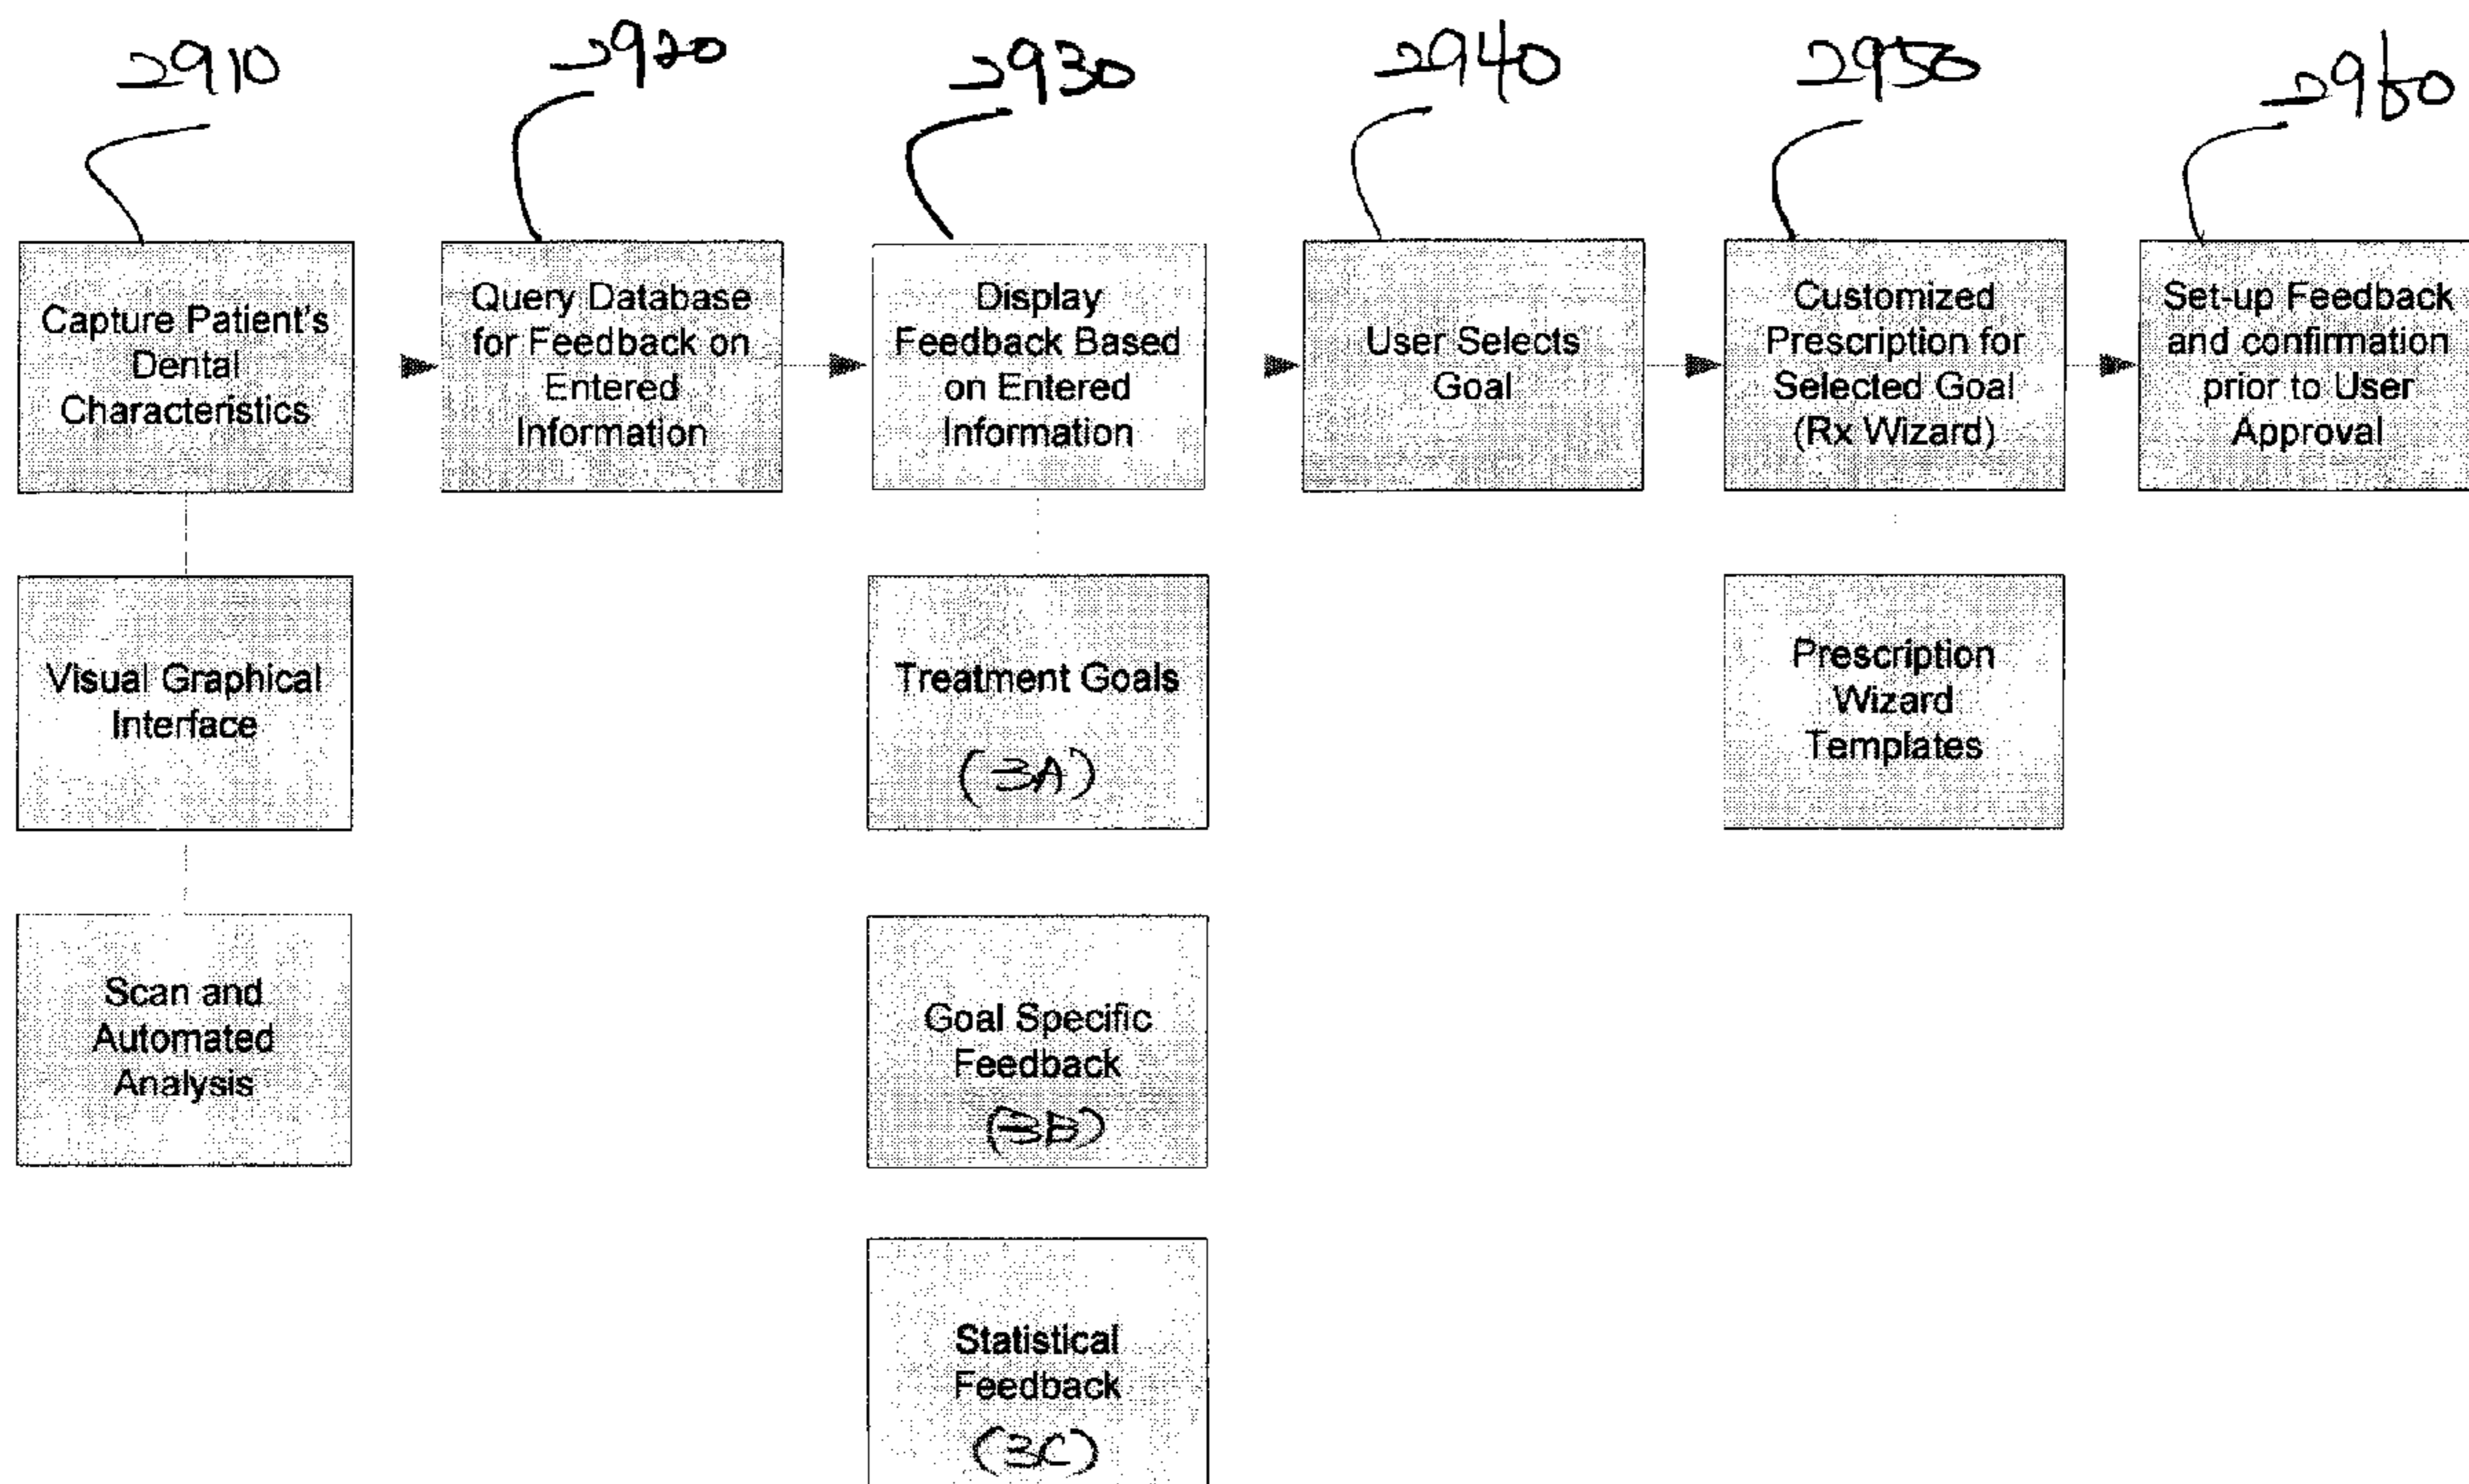 2910
2920
2930
2940
2950
2960
Capture Patient's
Dental
Characteristics
Query Database
for Feedback on
Entered
Information
Display
Feedback Based
on Entered
Information
User Selects
Goal
Customized
Prescription for
Selected Goal
(Rx Wizard)
Set-up Feedback
and confirmation
prior to User
Approval
Visual Graphical
Interface
Treatment Goals
(3A)
Prescription
Wizard
Templates
Scan and
Automated
Analysis
Goal Specific
Feedback
(3B)
Statistical
Feedback
(3C)